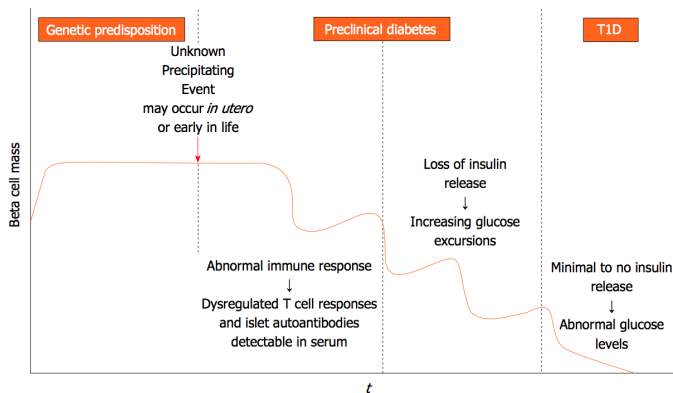 Genetic predisposition
Preclinical diabetes
T1D
Unknown
Precipitating
Event
may occur in utero
or early in life
Beta cell mass
Loss of insulin
release
↓
Increasing glucose
excursions
Abnormal immune response
↓
Dysregulated T cell responses
and islet autoantibodies
detectable in serum
Minimal to no insulin
release
↓
Abnormal glucose
levels
t